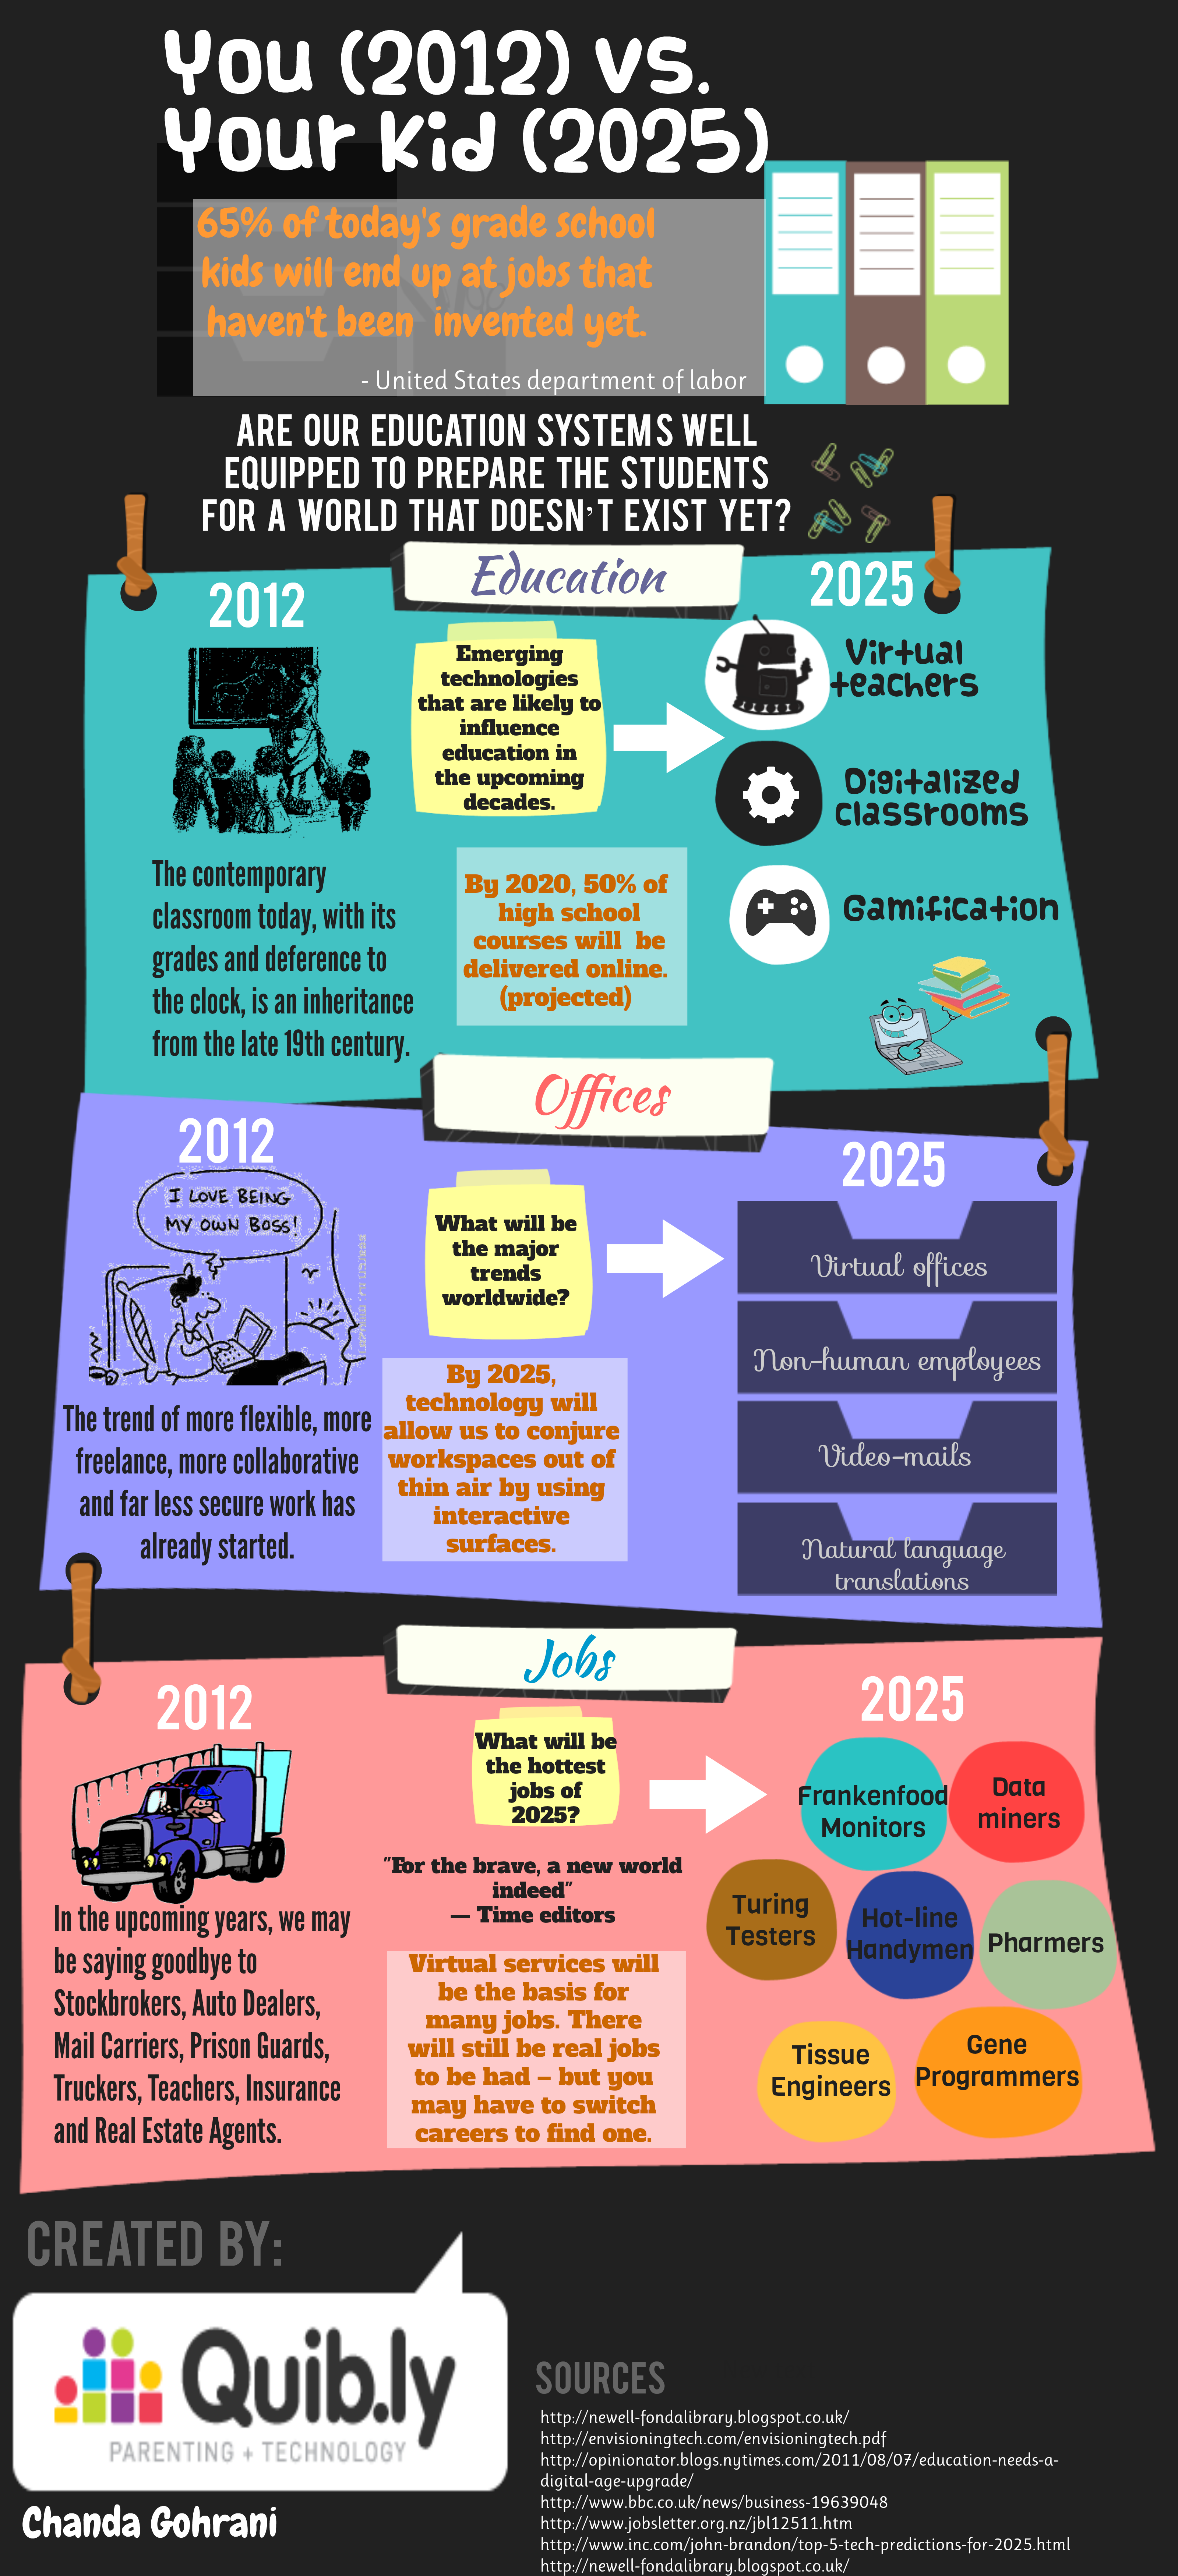 You (2012) vs.
Your Kid (2025)
65% of today's grade school
kids will end up at jobs that
haven't been invented yet.
- United States department of labor
ARE OUR EDUCATION SYSTEMS WELL
EQUIPPED TO PREPARE THE STUDENTS
FOR A WORLD THAT DOESN'T EXIST YET?
Education
2012
2025
Emerging
technologies
that are likely to
influence
education in
the upcoming
decades.
Virtual
teachers
Digitalized
classrooms
Gamification
The contemporary
classroom today, with its
grades and deference to
the clock, is an inheritance
from the late 19th century.
By 2020, 50% of
high school
courses will be
delivered online.
(projected)
Offices
2012
2025
I LOVE BEING
MY OWN BOSS!
What will be
the major
trends
worldwide?
Virtual offices
Non-human employees
Video-mails
Natural language
translations
The trend of more flexible, more
freelance, more collaborative
and far less secure work has
already started.
By 2025,
technology will
allow us to conjure
workspaces out of
thin air by using
interactive
surfaces.
Jobs
2012
2025
What will be
the hottest
jobs of
2025?
Frankenfood
Monitors
Data
miners
Turing
Testers
Hot-line
Handymen
Pharmers
Tissue
Engineers
Gene
Programmers
"For the brave, a new world
indeed"
— Time editors
In the upcoming years, we may
be saying goodbye to
Stockbrokers, Auto Dealers,
Mail Carriers, Prison Guards,
Truckers, Teachers, Insurance
and Real Estate Agents.
Virtual services will
be the basis for
many jobs. There
will still be real jobs
to be had – but you
may have to switch
careers to find one.
CREATED BY:
Quib.ly
PARENTING + TECHNOLOGY
Chanda Gohrani
SOURCES
http://newell-fondalibrary.blogspot.co.uk/
http://envisioningtech.com/envisioningtech.pdf
http://opinionator.blogs.nytimes.com/2011/08/07/education-needs-a-
digital-age-upgrade/
http://www.bbc.co.uk/news/business-19639048
http://www.jobsletter.org.nz/jbl12511.htm
http://www.inc.com/john-brandon/top-5-tech-predictions-for-2025.html
http://newell-fondalibrary.blogspot.co.uk/